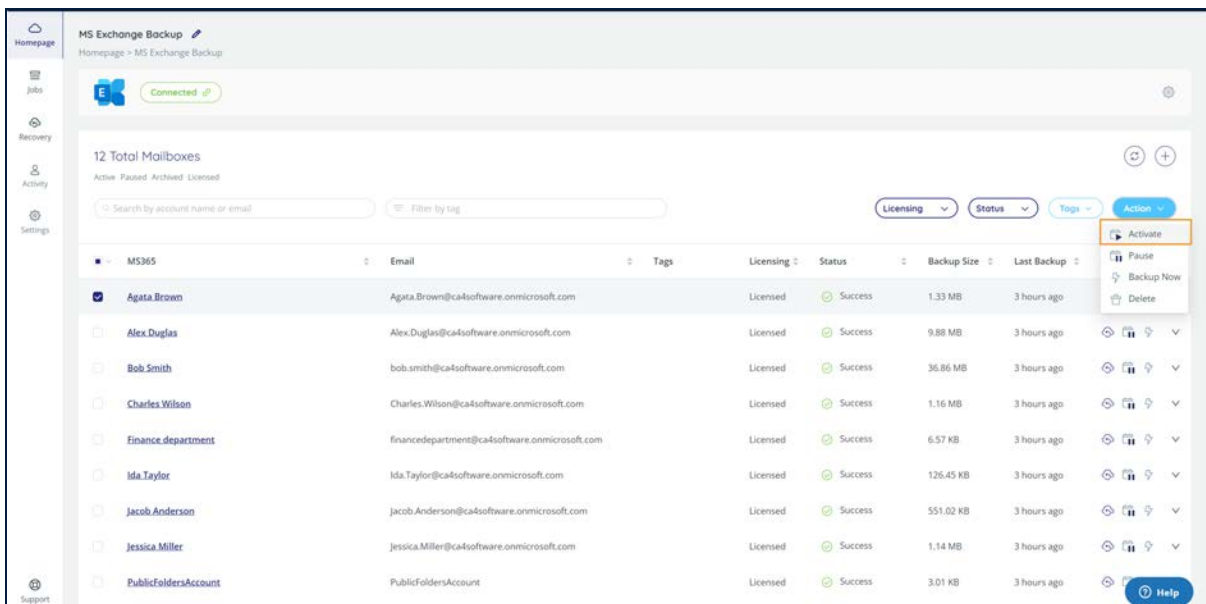 Homepage
Jobs
Recovery
Activity
Settings
Support
MS Exchange Backup
Homepage > MS Exchange Backup
E
Connected
12 Total Mailboxes
Active Paused Archived Licensed
Search by account name or email
Filter by tag
Licensing
Status
Tags
Action
Activate
Pause
Backup Now
Delete
MS365 Email Tags Licensing Status Backup Size Last Backup
Agata Brown Agata.Brown@ca4software.onmicrosoft.com Licensed Success 1.33 MB 3 hours ago
Alex Duglas Alex.Duglas@ca4software.onmicrosoft.com Licensed Success 9.88 MB 3 hours ago
Bob Smith bob.smith@ca4software.onmicrosoft.com Licensed Success 36.86 MB 3 hours ago
Charles Wilson Charles.Wilson@ca4software.onmicrosoft.com Licensed Success 1.16 MB 3 hours ago
Finance department financedepartment@ca4software.onmicrosoft.com Licensed Success 6.57 KB 3 hours ago
Ida Taylor Ida.Taylor@ca4software.onmicrosoft.com Licensed Success 126.45 KB 3 hours ago
Jacob Anderson Jacob.Anderson@ca4software.onmicrosoft.com Licensed Success 551.02 KB 3 hours ago
Jessica Miller Jessica.Miller@ca4software.onmicrosoft.com Licensed Success 1.14 MB 3 hours ago
PublicFoldersAccount PublicFoldersAccount Licensed Success 3.01 KB 3 hours ago
Help